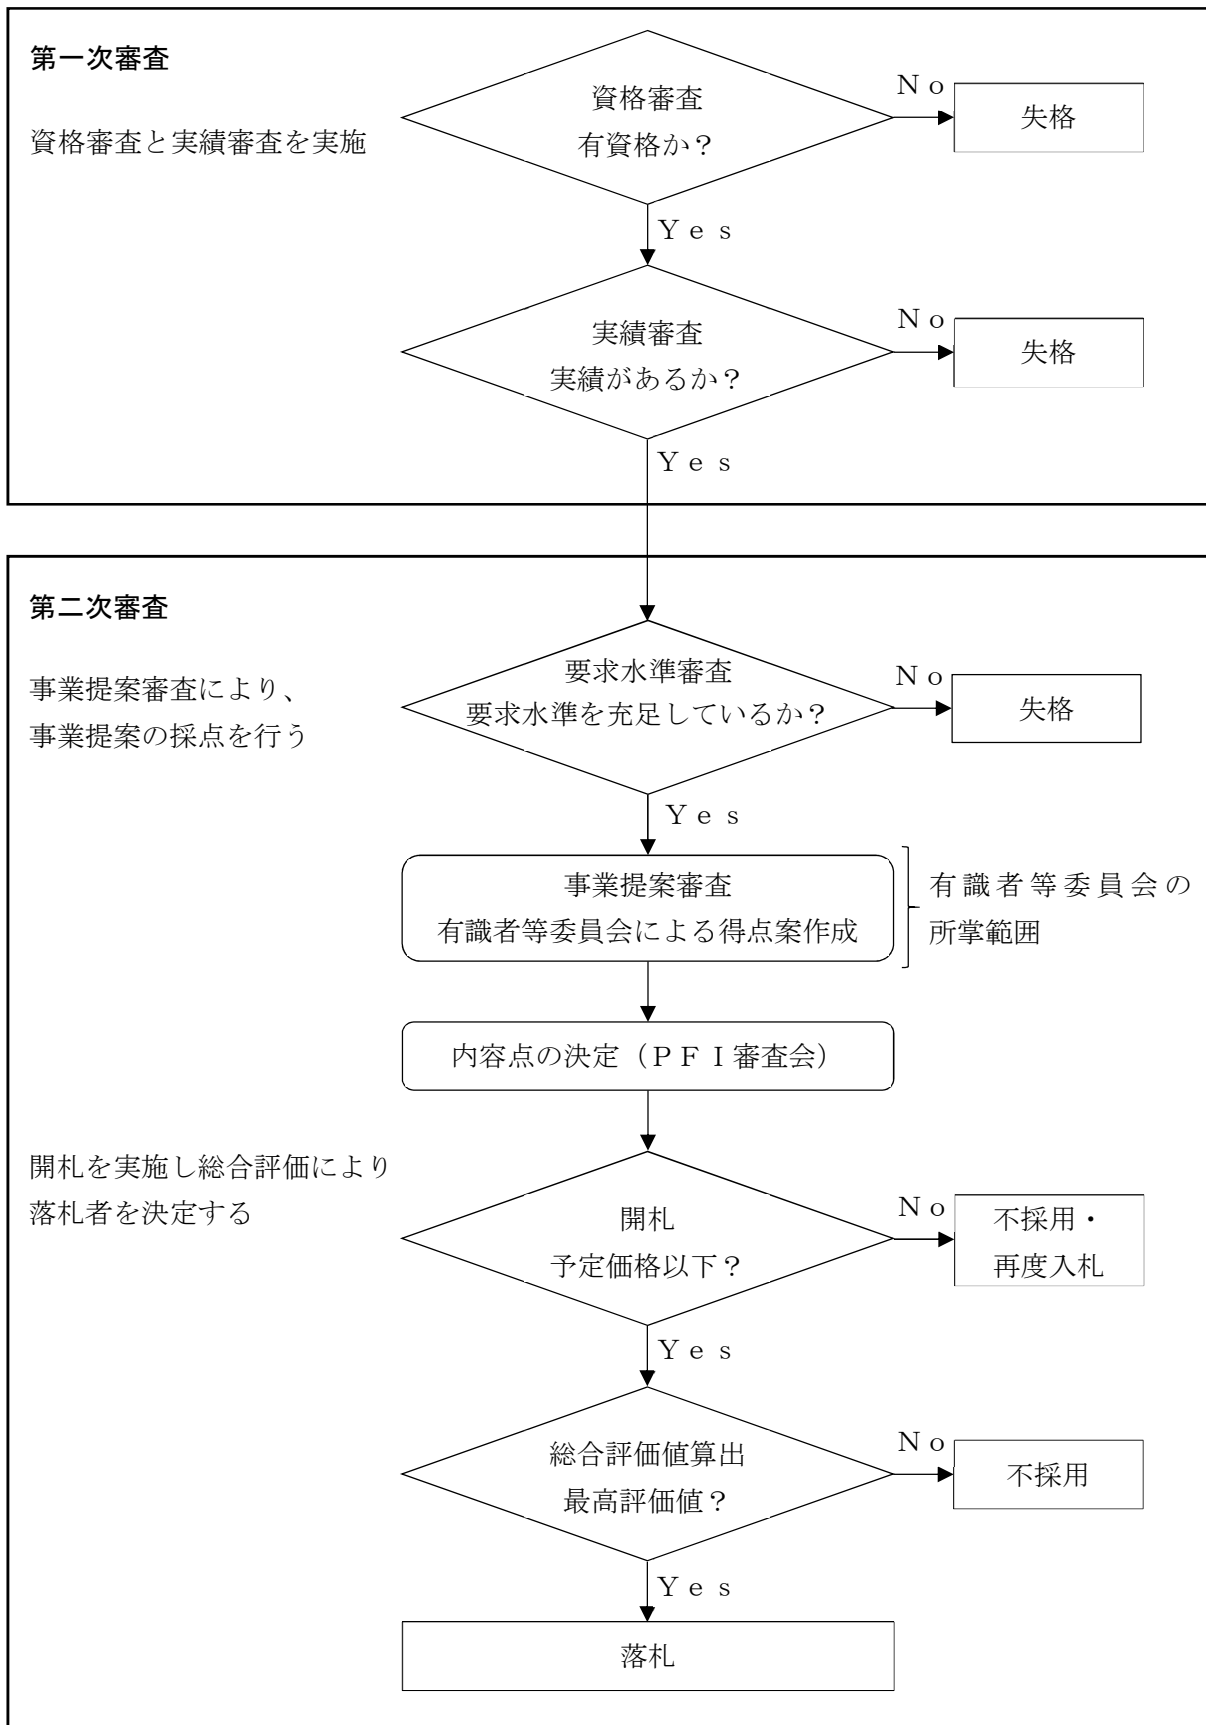 第一次審査
資格審査と実績審査を実施
資格審査
有資格か？
Ｎｏ
失格
Ｙｅｓ
実績審査
実績があるか？
Ｎｏ
失格
Ｙｅｓ
第二次審査
事業提案審査により、
事業提案の採点を行う
要求水準審査
要求水準を充足しているか？
Ｎｏ
失格
Ｙｅｓ
事業提案審査
有識者等委員会による得点案作成
有識者等委員会の
所掌範囲
内容点の決定（ＰＦＩ審査会）
開札を実施し総合評価により
落札者を決定する
開札
予定価格以下？
Ｎｏ
不採用・
再度入札
Ｙｅｓ
総合評価値算出
最高評価値？
Ｎｏ
不採用
Ｙｅｓ
落札